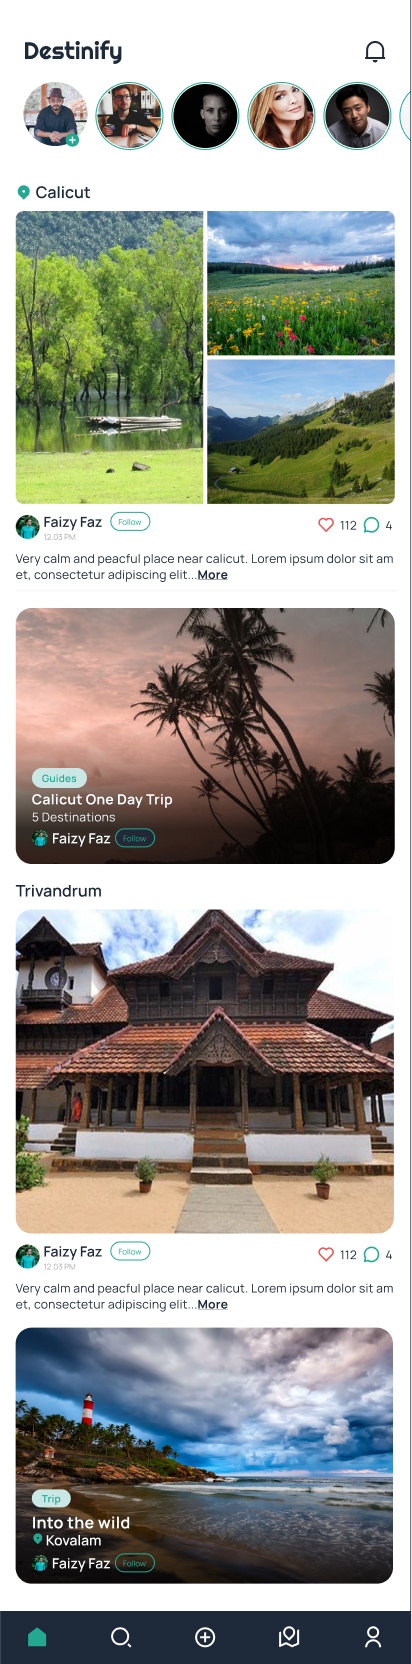 Destinify
Calicut
Faizy Faz Follow
12.03 PM
112 4
Very calm and peacful place near calicut. Lorem ipsum dolor sit am
et, consectetur adipiscing elit...More
Guides
Calicut One Day Trip
5 Destinations
Faizy Faz Follow
Trivandrum
Faizy Faz Follow
12.03 PM
112 4
Very calm and peacful place near calicut. Lorem ipsum dolor sit am
et, consectetur adipiscing elit...More
Trip
Into the wild
Kovalam
Faizy Faz Follow